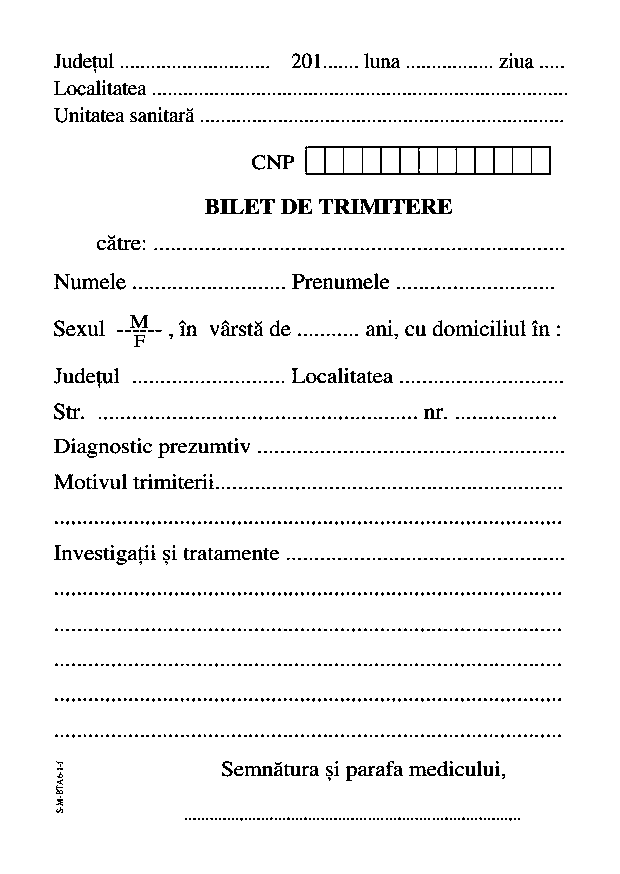 Județul ............................ 201....... luna ................. ziua .....
Localitatea ...............................................................................
Unitatea sanitară .....................................................................
CNP
BILET DE TRIMITERE
către: ........................................................................
Numele ........................... Prenumele ............................
Sexul --M/F-- , în vârstă de ........... ani, cu domiciliul în :
Județul ........................... Localitatea .............................
Str. ........................................................ nr. ..................
Diagnostic prezumtiv ......................................................
Motivul trimiterii.............................................................
.........................................................................................
Investigații și tratamente .................................................
.........................................................................................
.........................................................................................
.........................................................................................
.........................................................................................
.........................................................................................
Semnătura și parafa medicului,
...........................................................................
S-M-BTA6-1-f